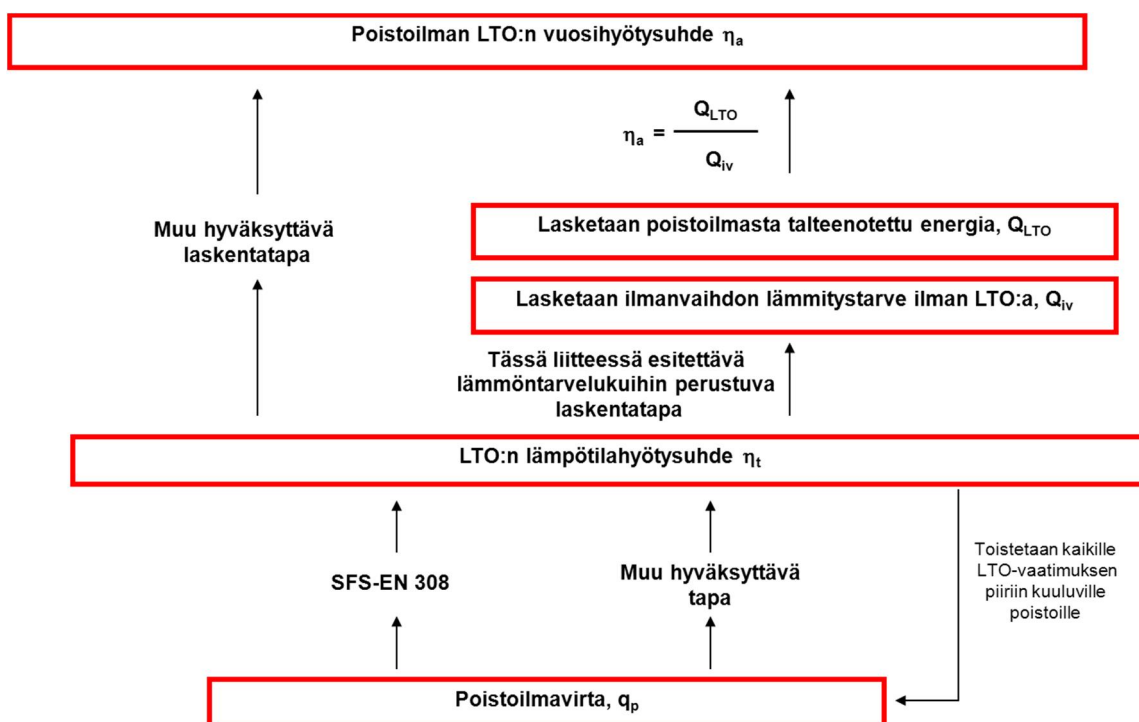 Poistoilman LTO:n vuosihyötysuhde ηa
ηa = QLTO / Qiv
Muu hyväksyttävä
laskentatapa
Lasketaan poistoilmasta talteenotettu energia, QLTO
Lasketaan ilmanvaihdon lämmitystarve ilman LTO:a, Qiv
Tässä liitteessä esitettävä
lämmöntarvelukuihin perustuva
laskentatapa
LTO:n lämpötilahyötysuhde ηt
SFS-EN 308
Muu hyväksyttävä
tapa
Toistetaan kaikille
LTO-vaatimuksen
piiriin kuuluville
poistoille
Poistoilmavirta, qp